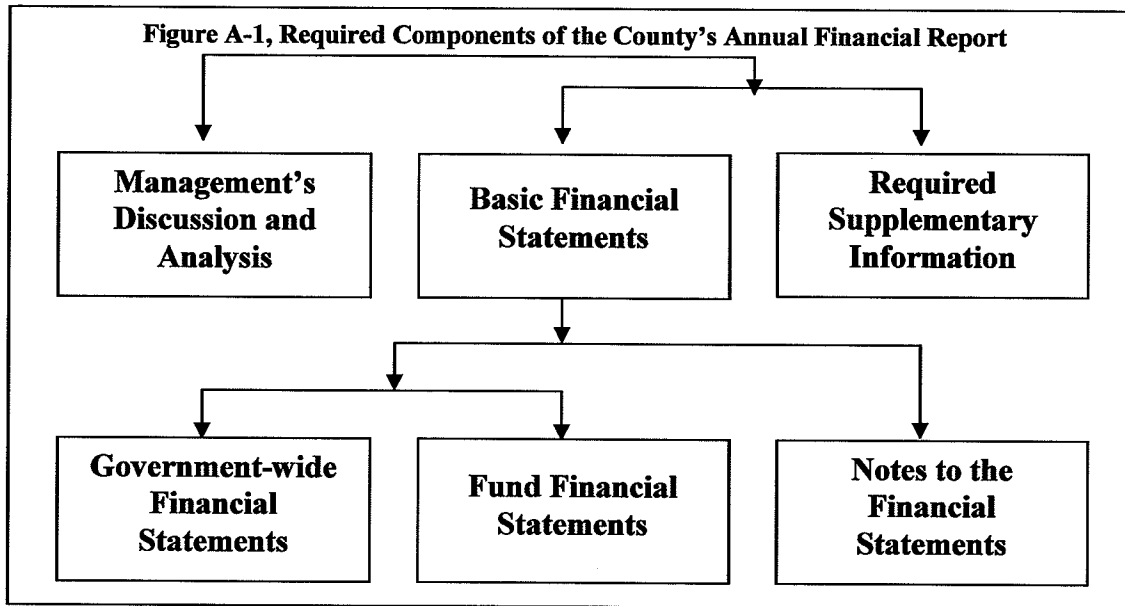 Figure A-1, Required Components of the County's Annual Financial Report
Management's
Discussion and
Analysis
Basic Financial
Statements
Required
Supplementary
Information
Government-wide
Financial
Statements
Fund Financial
Statements
Notes to the
Financial
Statements